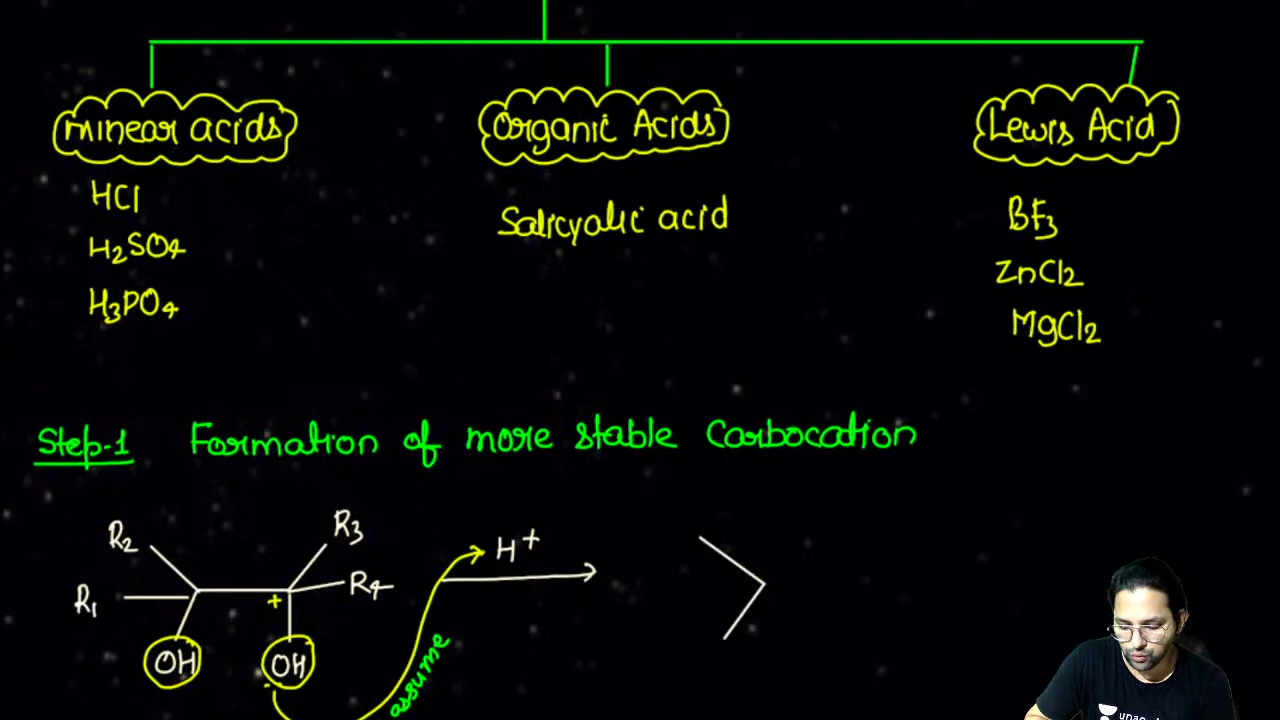 Minear acids
Organic Acids
Lewis Acid
HCl
H2SO4
H3PO4
Salicyalic acid
BF3
ZnCl2
MgCl2
Step-1 Formation of more stable Carbocation
R2
R3
R1
R4
+
OH
OH
-
H+
assume